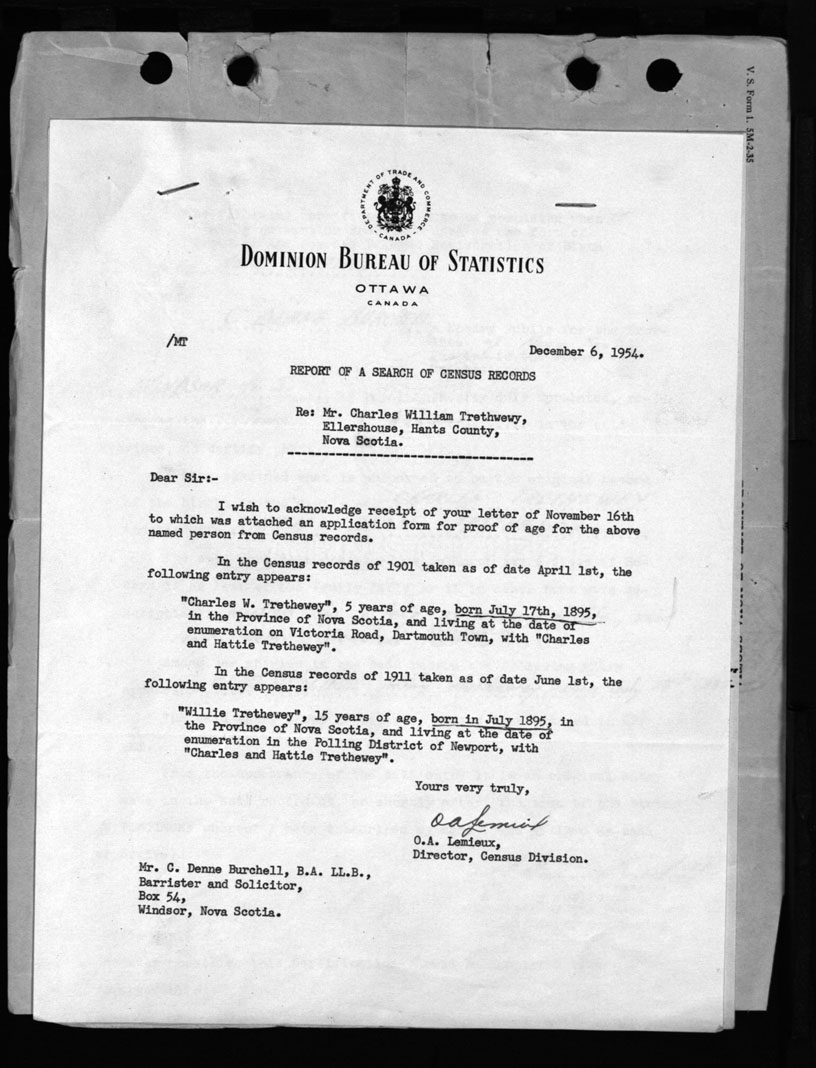 V. S. Form 1. 5M-2-35
DEPARTMENT OF TRADE AND COMMERCE
- CANADA -
DOMINION BUREAU OF STATISTICS
OTTAWA
CANADA
/MT
December 6, 1954.
REPORT OF A SEARCH OF CENSUS RECORDS
Re: Mr. Charles William Trethwewy,
Ellershouse, Hants County,
Nova Scotia.
Dear Sir:-
I wish to acknowledge receipt of your letter of November 16th
to which was attached an application form for proof of age for the above
named person from Census records.
In the Census records of 1901 taken as of date April 1st, the
following entry appears:
"Charles W. Trethewey", 5 years of age, born July 17th, 1895,
in the Province of Nova Scotia, and living at the date of
enumeration on Victoria Road, Dartmouth Town, with "Charles
and Hattie Trethewey".
In the Census records of 1911 taken as of date June 1st, the
following entry appears:
"Willie Trethewey", 15 years of age, born in July 1895, in
the Province of Nova Scotia, and living at the date of
enumeration in the Polling District of Newport, with
"Charles and Hattie Trethewey".
Yours very truly,
O A Lemieux
O.A. Lemieux,
Director, Census Division.
Mr. C. Denne Burchell, B.A. LL.B.,
Barrister and Solicitor,
Box 54,
Windsor, Nova Scotia.